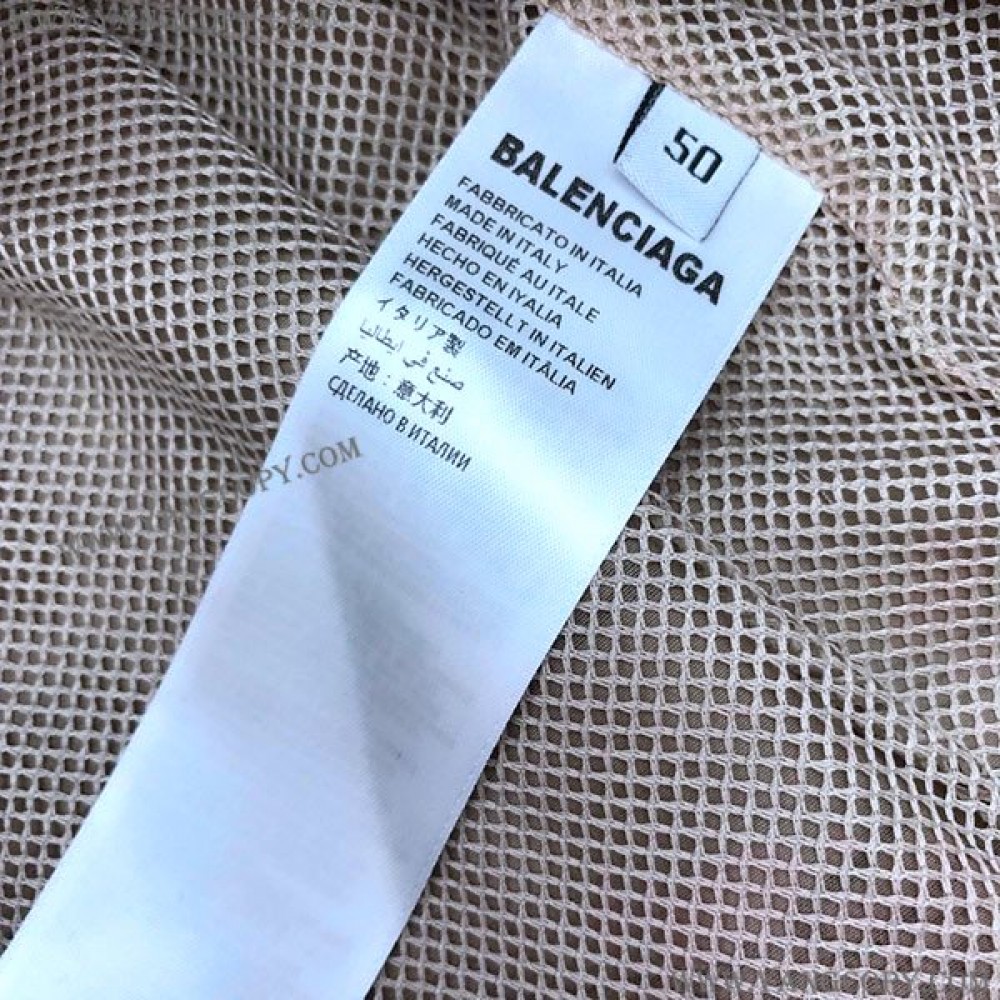 50
BALENCIAGA
FABBRICATO IN ITALIA
MADE IN ITALY
FABRIQUÉ AU ITALE
HECHO EN IYALIA
HERGESTELLT IN ITALIEN
FABRICADO EM ITÁLIA
イタリア製
صنع في ايطاليا
产地：意大利
СДЕЛАНО В ИТАЛИИ